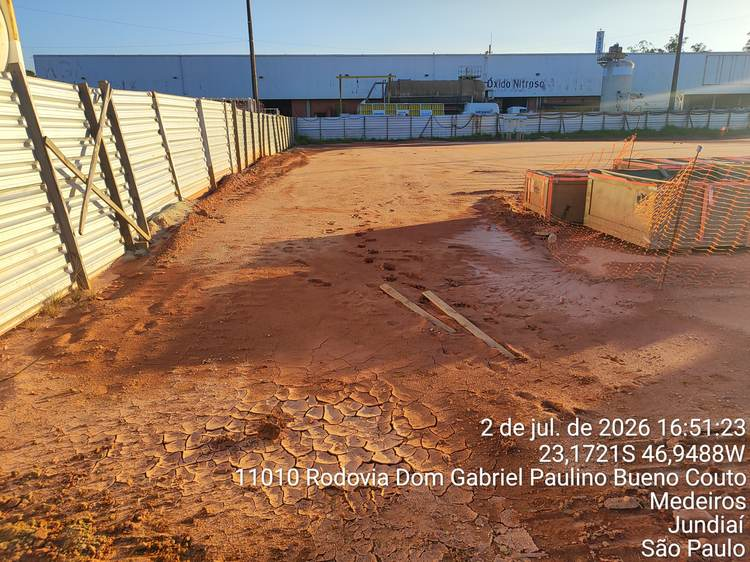 Óxido Nitroso
2 de jul. de 2026 16:51:23
23,1721S 46,9488W
11010 Rodovia Dom Gabriel Paulino Bueno Couto
Medeiros
Jundiaí
São Paulo